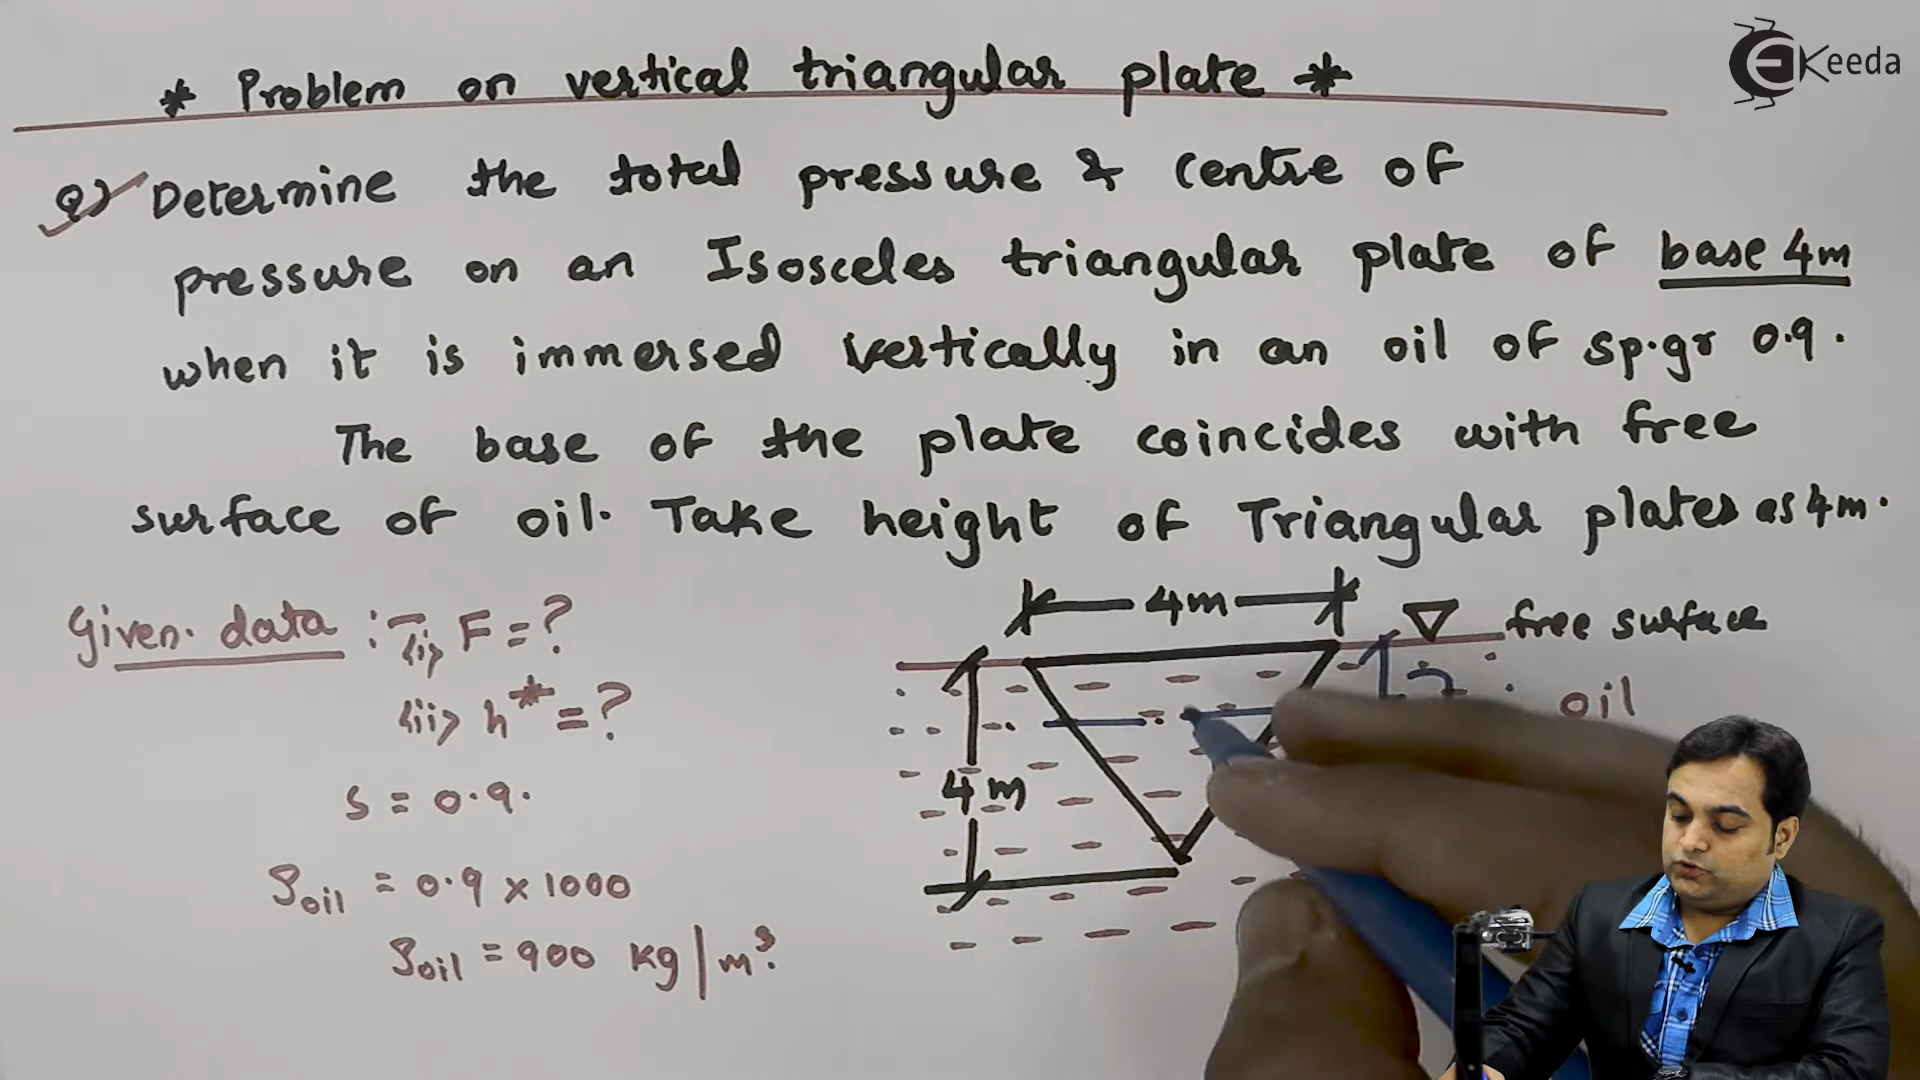 * Problem on vertical triangular plate *
EKeeda
Q) Determine the total pressure & centre of
pressure on an Isosceles triangular plate of base 4m
when it is immersed vertically in an oil of sp.gr 0.9.
The base of the plate coincides with free
surface of oil. Take height of Triangular plates as 4m.
Given data :- (i) F = ?
(ii) h* = ?
S = 0.9.
ρoil = 0.9 x 1000
ρoil = 900 kg/m³.
4m
free surface
oil
4m